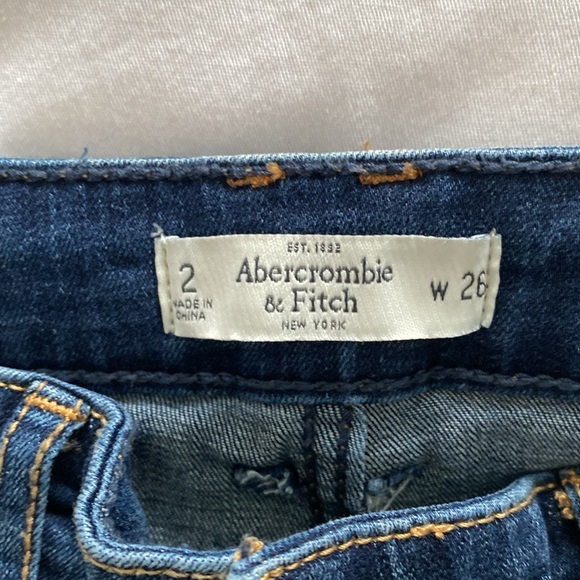 EST. 1892
2
Abercrombie
& Fitch
W 26
MADE IN
CHINA
NEW YORK